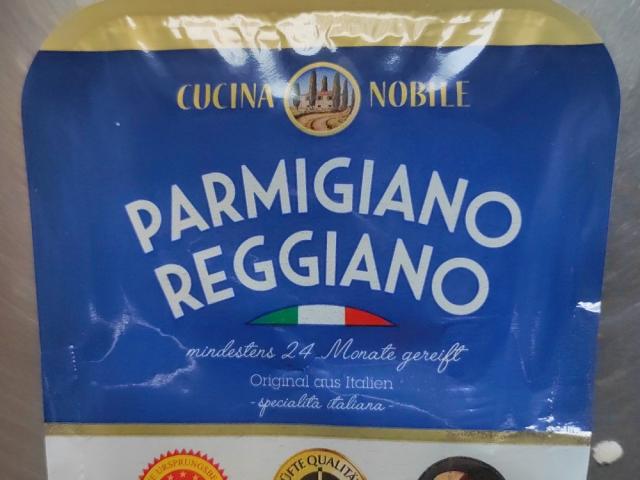 CUCINA NOBILE
PARMIGIANO
REGGIANO
mindestens 24 Monate gereift
Original aus Italien
- specialità italiana -